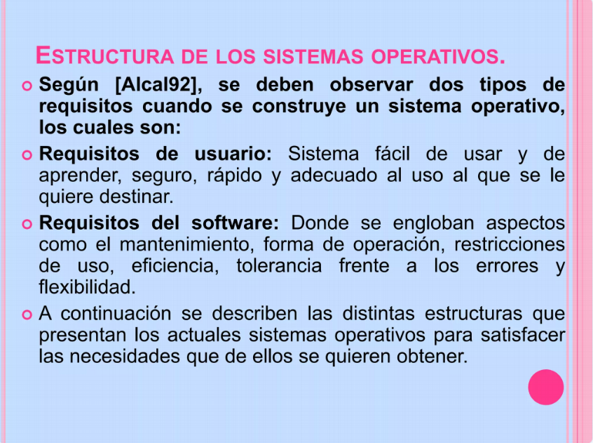 ESTRUCTURA DE LOS SISTEMAS OPERATIVOS.
Según [Alcal92], se deben observar dos tipos de
requisitos cuando se construye un sistema operativo,
los cuales son:
Requisitos de usuario: Sistema fácil de usar y de
aprender, seguro, rápido y adecuado al uso al que se le
quiere destinar.
Requisitos del software: Donde se engloban aspectos
como el mantenimiento, forma de operación, restricciones
de uso, eficiencia, tolerancia frente a los errores y
flexibilidad.
A continuación se describen las distintas estructuras que
presentan los actuales sistemas operativos para satisfacer
las necesidades que de ellos se quieren obtener.